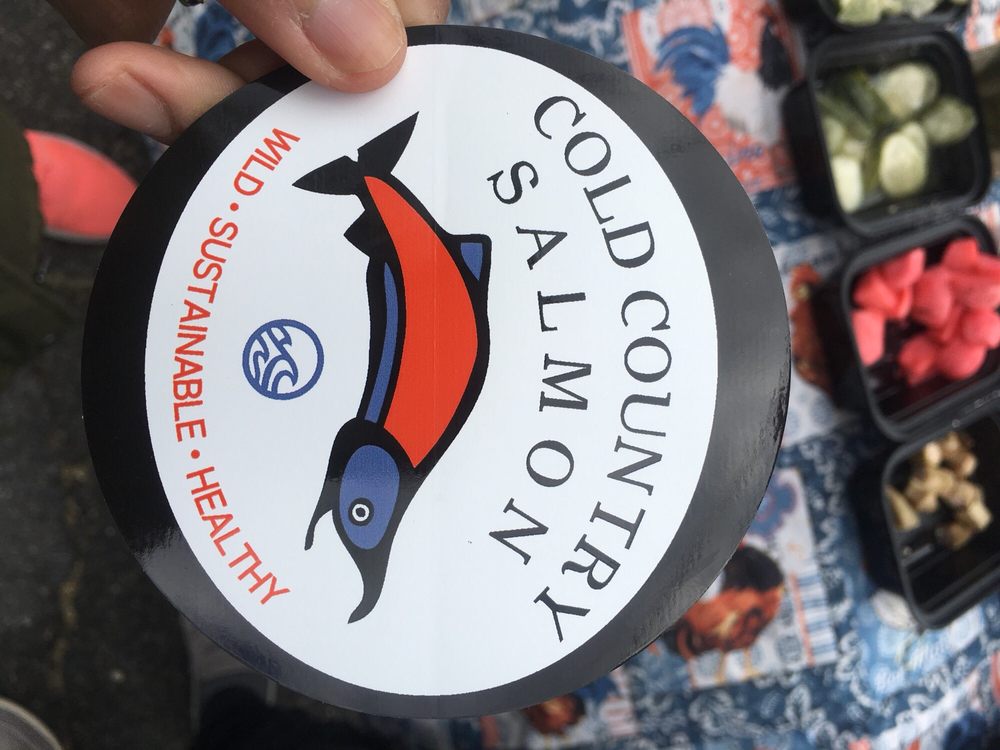 COLD COUNTRY
SALMON
WILD • SUSTAINABLE • HEALTHY